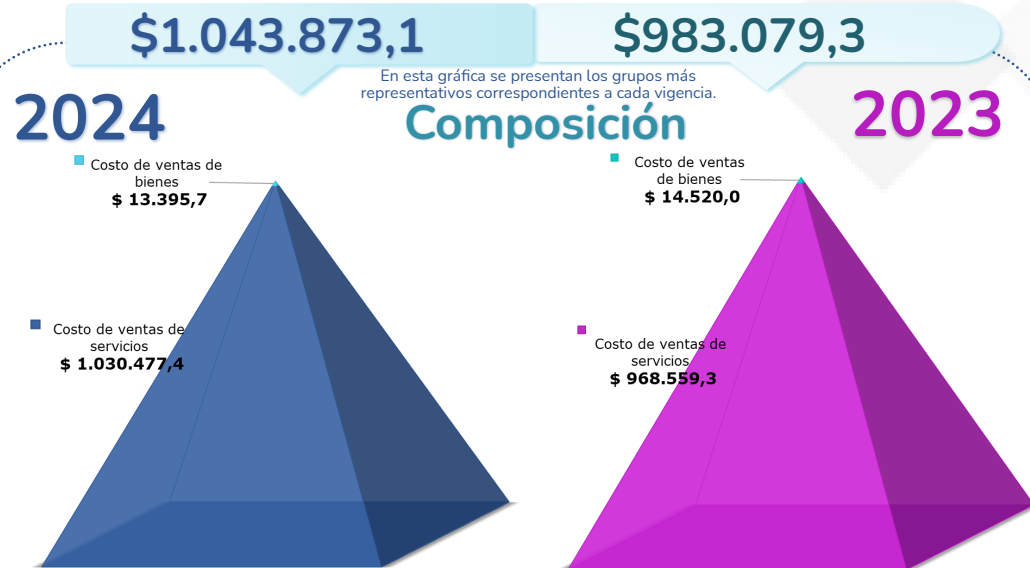 $1.043.873,1
$983.079,3
En esta gráfica se presentan los grupos más
representativos correspondientes a cada vigencia.
2024
Composición
2023
Costo de ventas de
bienes
$ 13.395,7
Costo de ventas
de bienes
$ 14.520,0
Costo de ventas de
servicios
$ 1.030.477,4
Costo de ventas de
servicios
$ 968.559,3